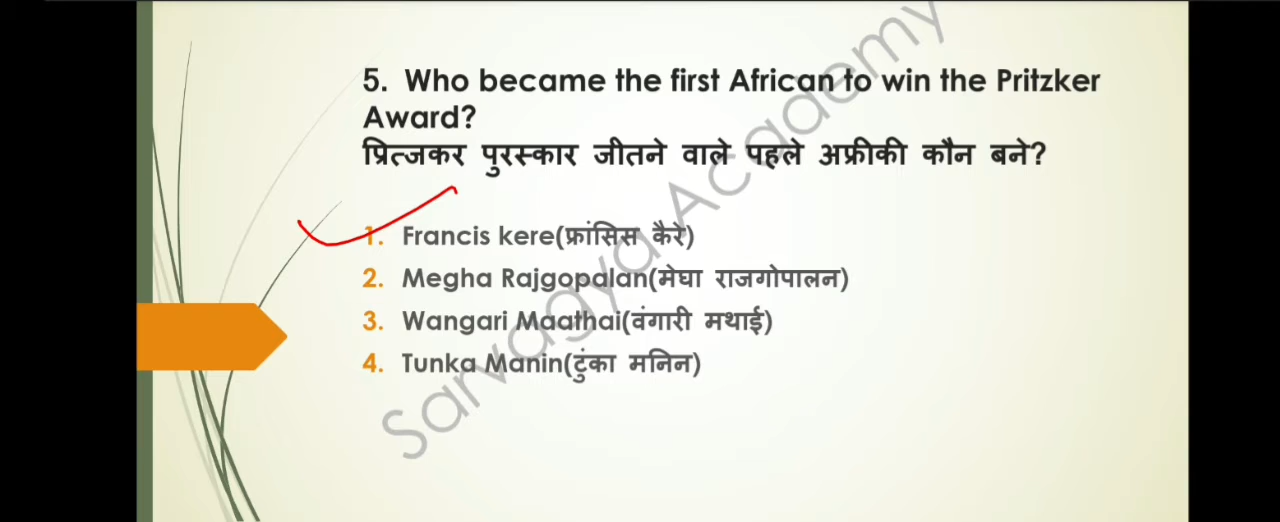 5. Who became the first African to win the Pritzker
Award?
प्रित्जकर पुरस्कार जीतने वाले पहले अफ्रीकी कौन बने?
1. Francis kere(फ्रांसिस कैरे)
2. Megha Rajgopalan(मेघा राजगोपालन)
3. Wangari Maathai(वंगारी मथाई)
4. Tunka Manin(टुंका मनिन)
Sarvagya Academy